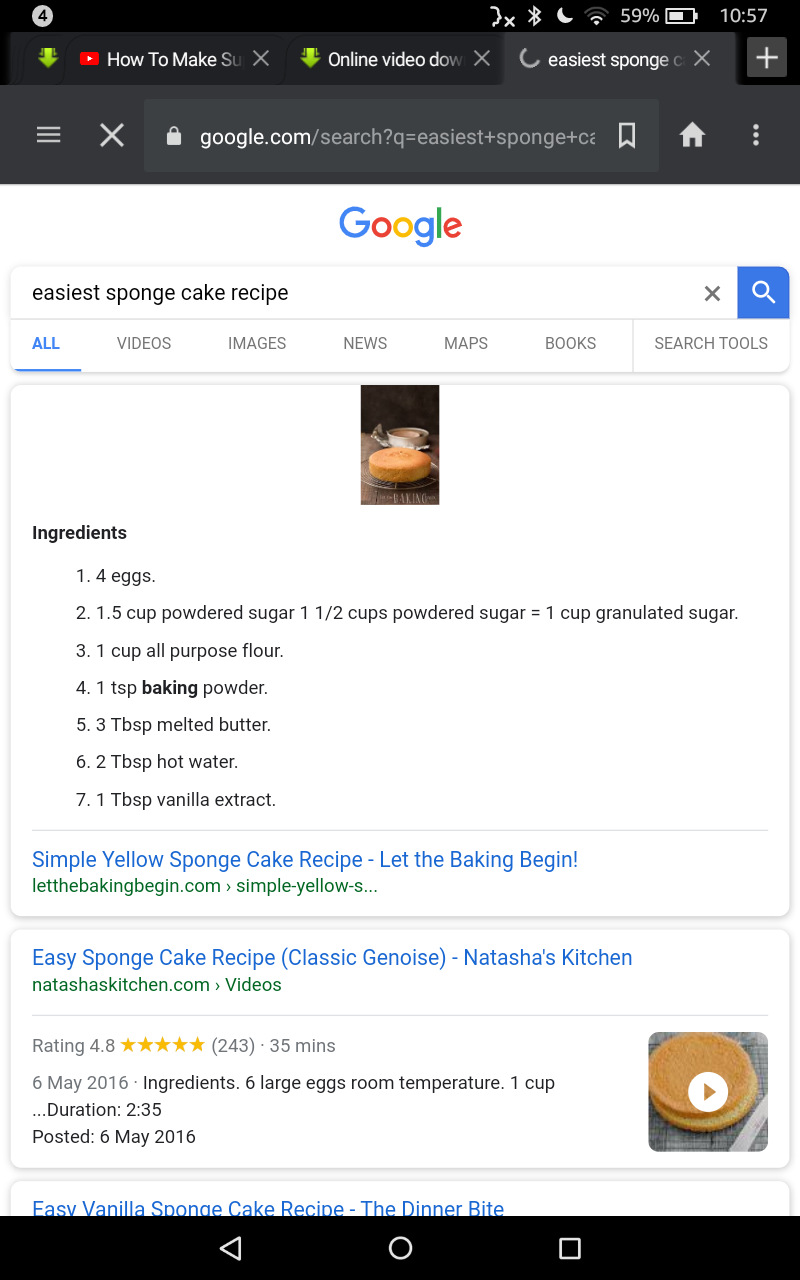 4
59%
10:57
How To Make Su
Online video dow
easiest sponge c
google.com/search?q=easiest+sponge+ca
Google
easiest sponge cake recipe
ALL
VIDEOS
IMAGES
NEWS
MAPS
BOOKS
SEARCH TOOLS
BAKING
Ingredients
1. 4 eggs.
2. 1.5 cup powdered sugar 1 1/2 cups powdered sugar = 1 cup granulated sugar.
3. 1 cup all purpose flour.
4. 1 tsp baking powder.
5. 3 Tbsp melted butter.
6. 2 Tbsp hot water.
7. 1 Tbsp vanilla extract.
Simple Yellow Sponge Cake Recipe - Let the Baking Begin!
letthebakingbegin.com › simple-yellow-s...
Easy Sponge Cake Recipe (Classic Genoise) - Natasha's Kitchen
natashaskitchen.com › Videos
Rating 4.8 ★★★★★ (243) · 35 mins
6 May 2016 · Ingredients. 6 large eggs room temperature. 1 cup
...Duration: 2:35
Posted: 6 May 2016
Easy Vanilla Sponge Cake Recipe - The Dinner Bite